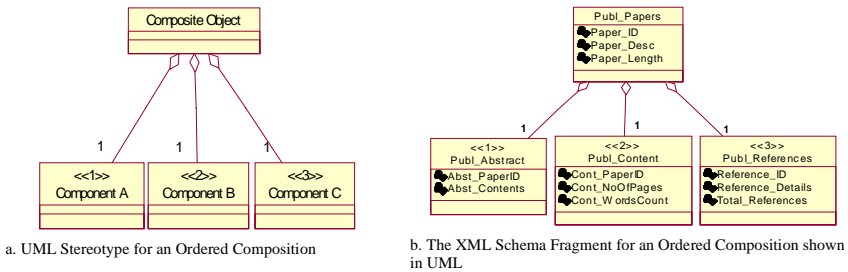 Composite Object
1
1
1
<<1>>
Component A
<<2>>
Component B
<<3>>
Component C
a. UML Stereotype for an Ordered Composition
Publ_Papers
Paper_ID
Paper_Desc
Paper_Length
1
1
1
<<1>>
Publ_Abstract
Abst_PaperID
Abst_Contents
<<2>>
Publ_Content
Cont_PaperID
Cont_NoOfPages
Cont_WordsCount
<<3>>
Publ_References
Reference_ID
Reference_Details
Total_References
b. The XML Schema Fragment for an Ordered Composition shown
in UML